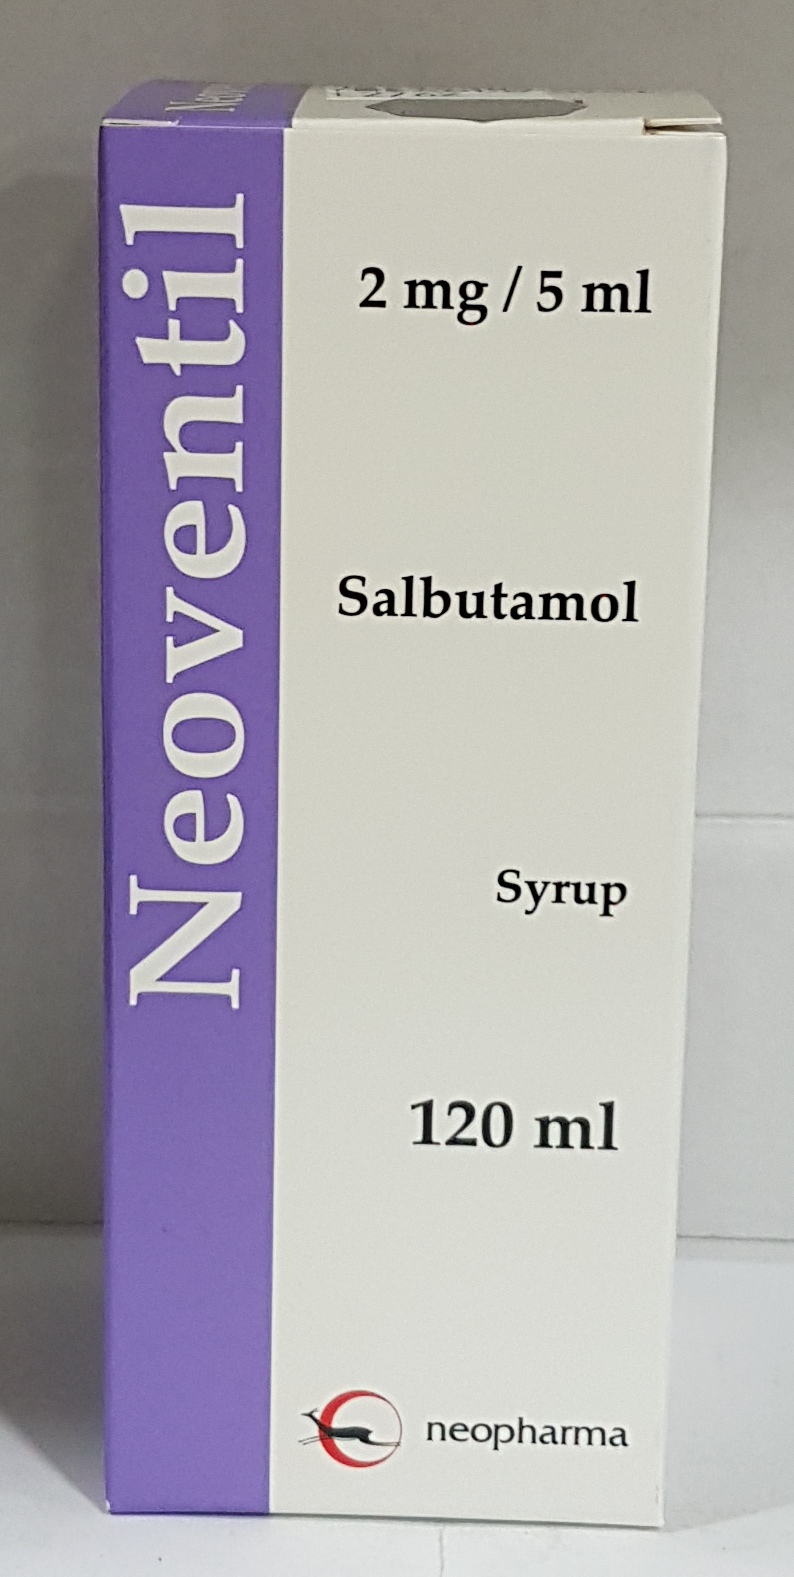 Neoventil
2 mg / 5 ml
Salbutamol
Syrup
120 ml
neopharma